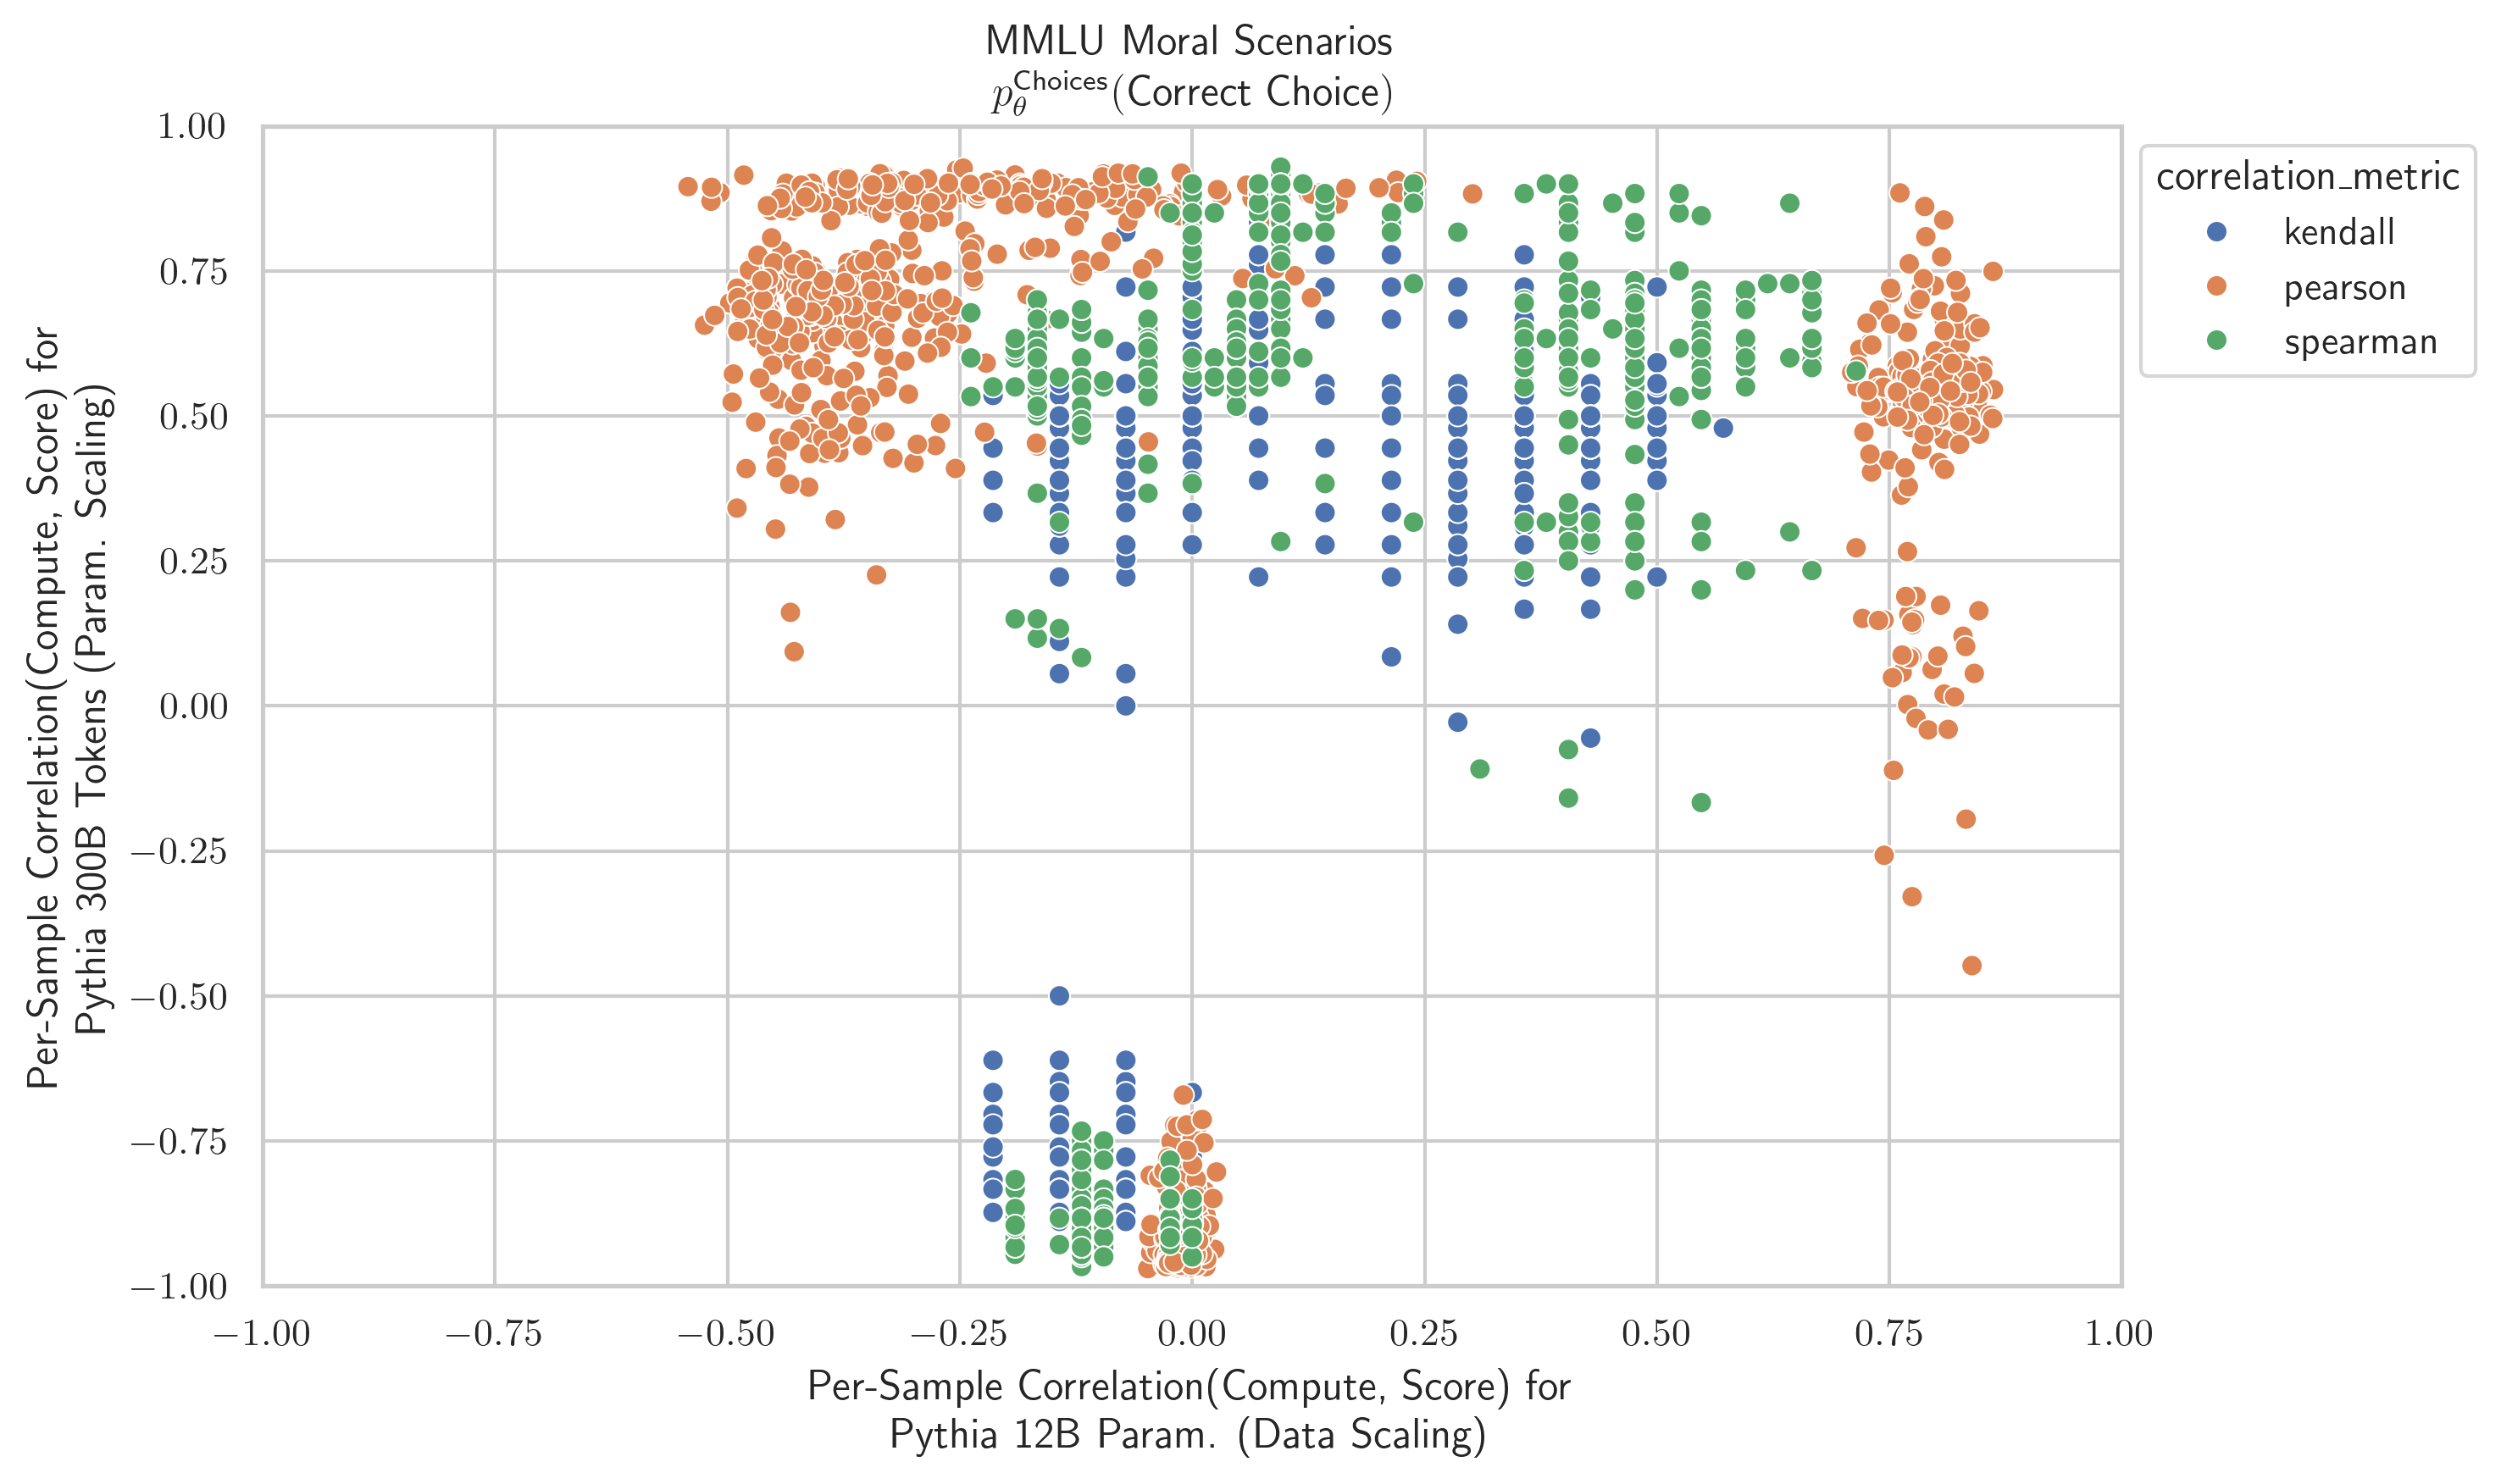 MMLU Moral Scenarios
p_θ^Choices(Correct Choice)
correlation_metric
kendall
pearson
spearman
Per-Sample Correlation(Compute, Score) for
Pythia 300B Tokens (Param. Scaling)
1.00
0.75
0.50
0.25
0.00
−0.25
−0.50
−0.75
−1.00
−1.00 −0.75 −0.50 −0.25 0.00 0.25 0.50 0.75 1.00
Per-Sample Correlation(Compute, Score) for
Pythia 12B Param. (Data Scaling)